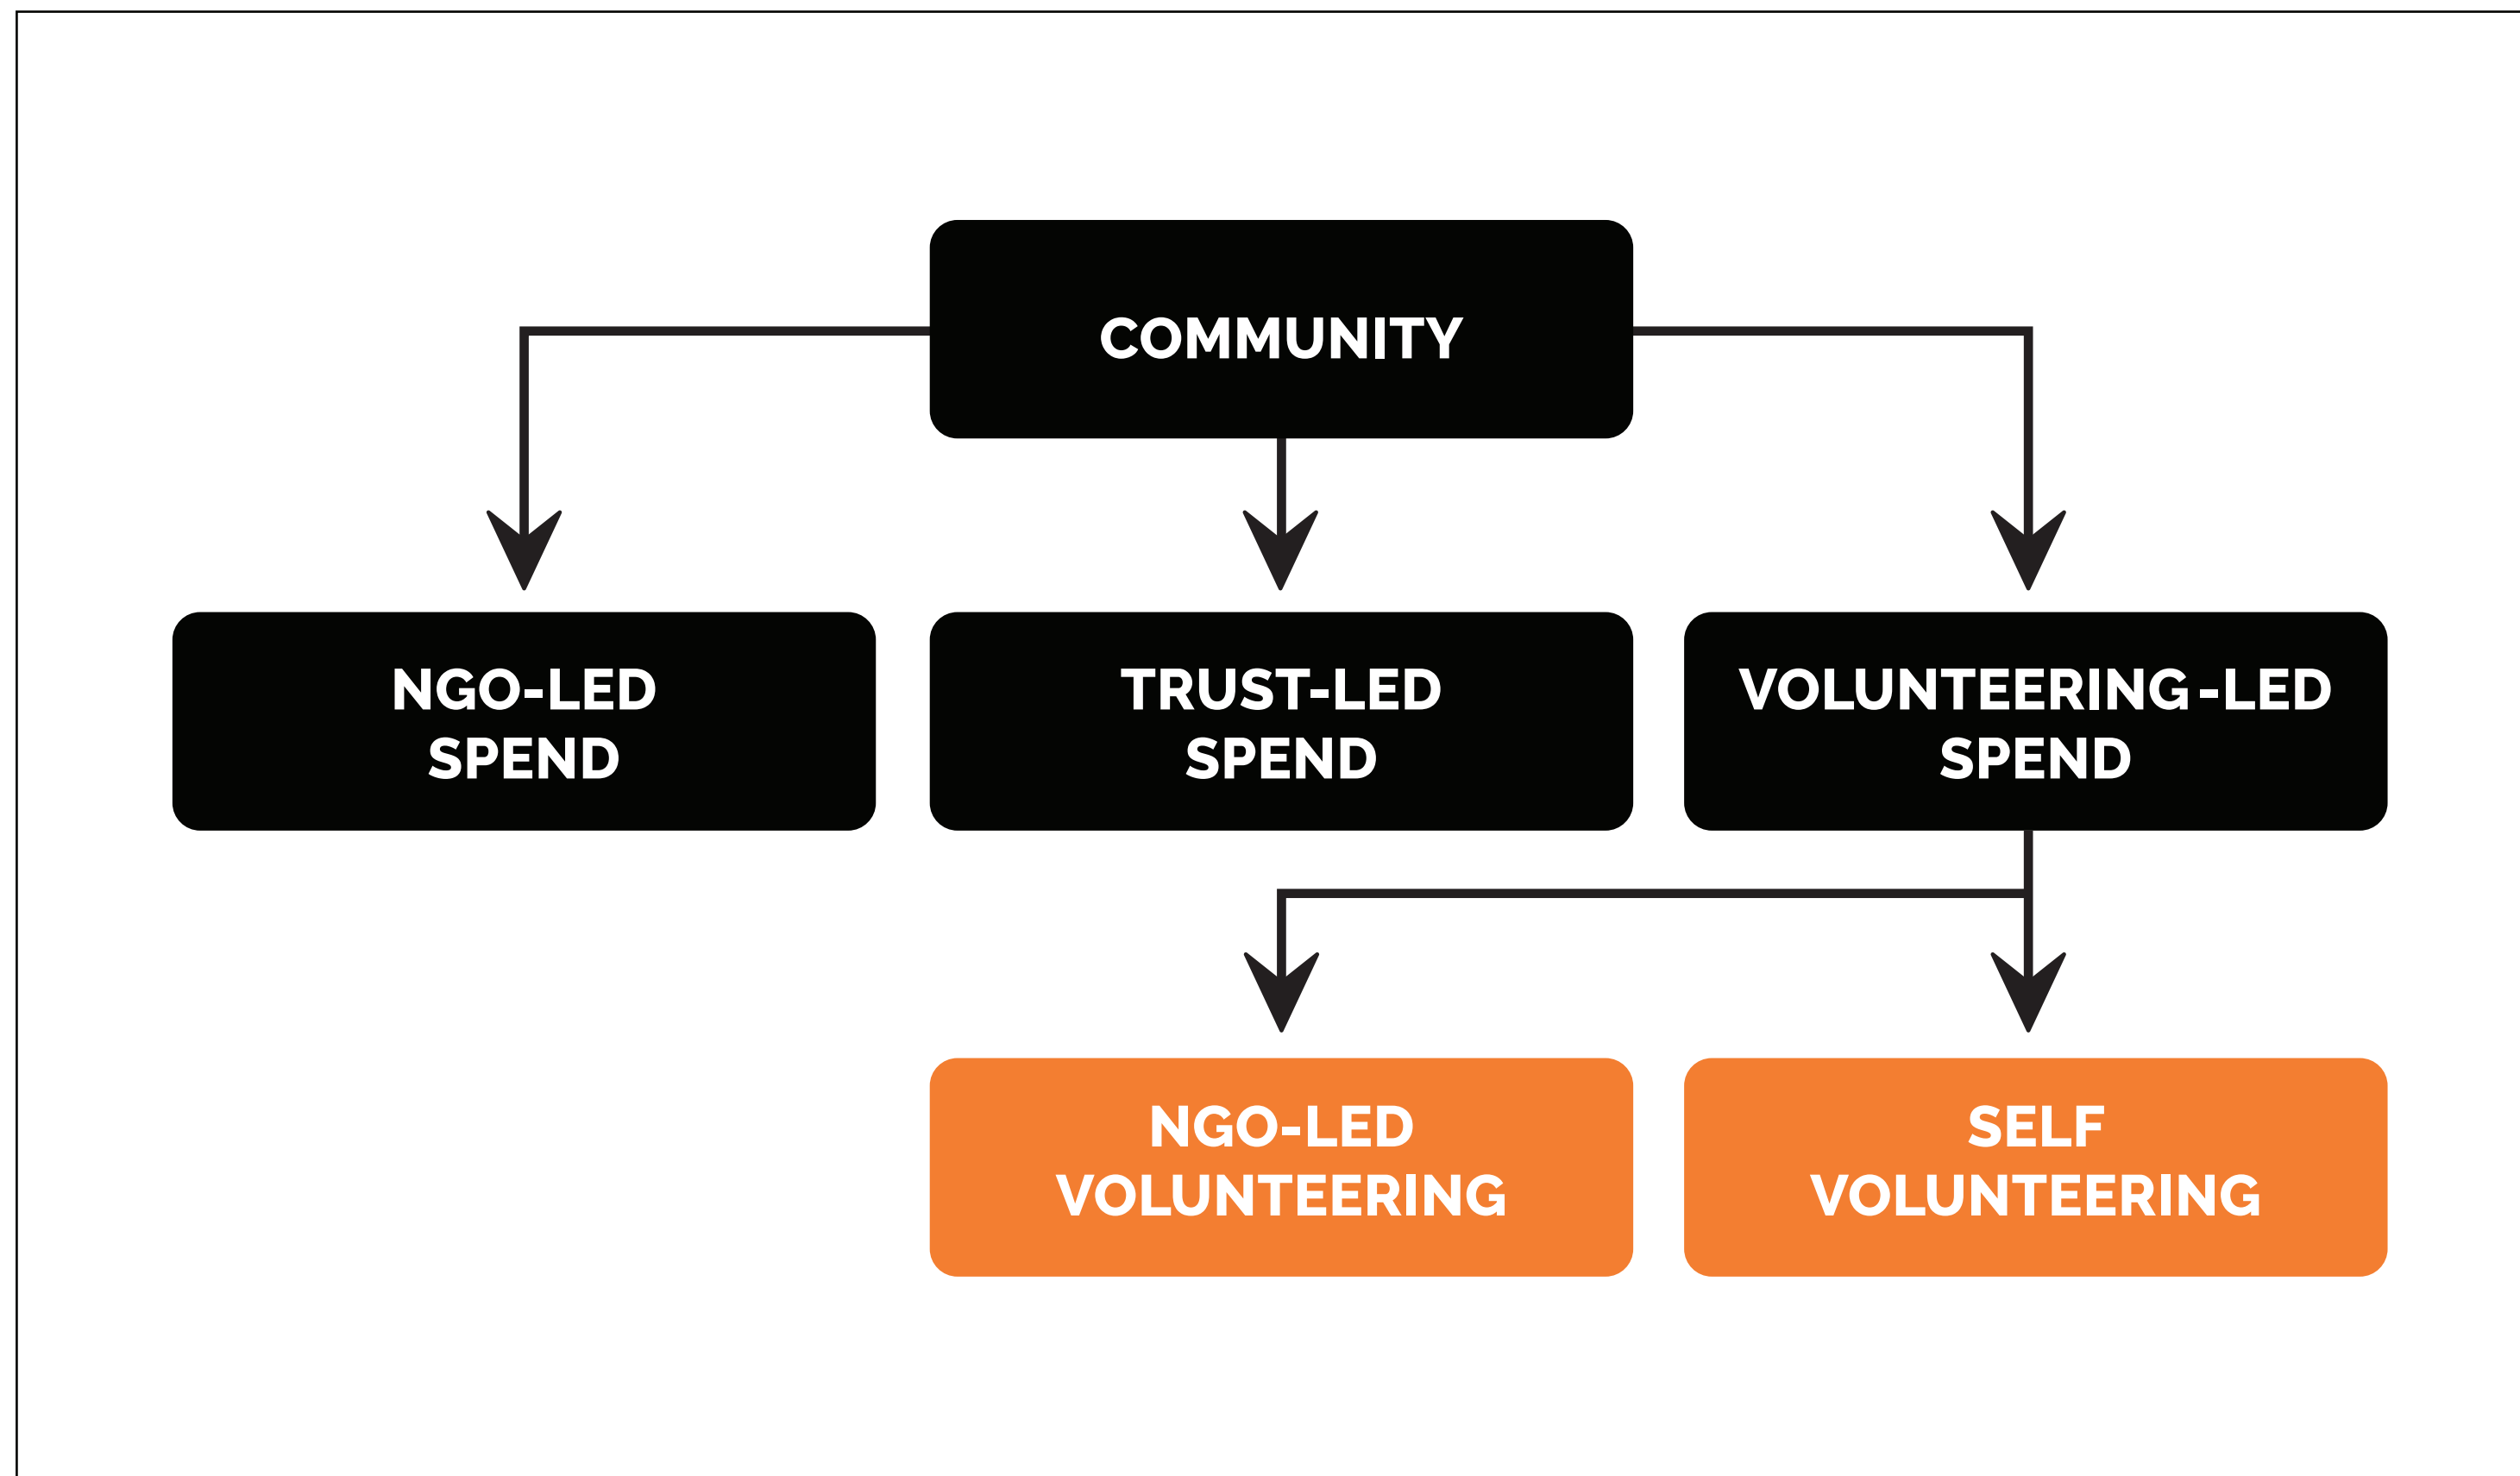 COMMUNITY
NGO-LED
SPEND
TRUST-LED
SPEND
VOLUNTEERING-LED
SPEND
NGO-LED
VOLUNTEERING
SELF
VOLUNTEERING